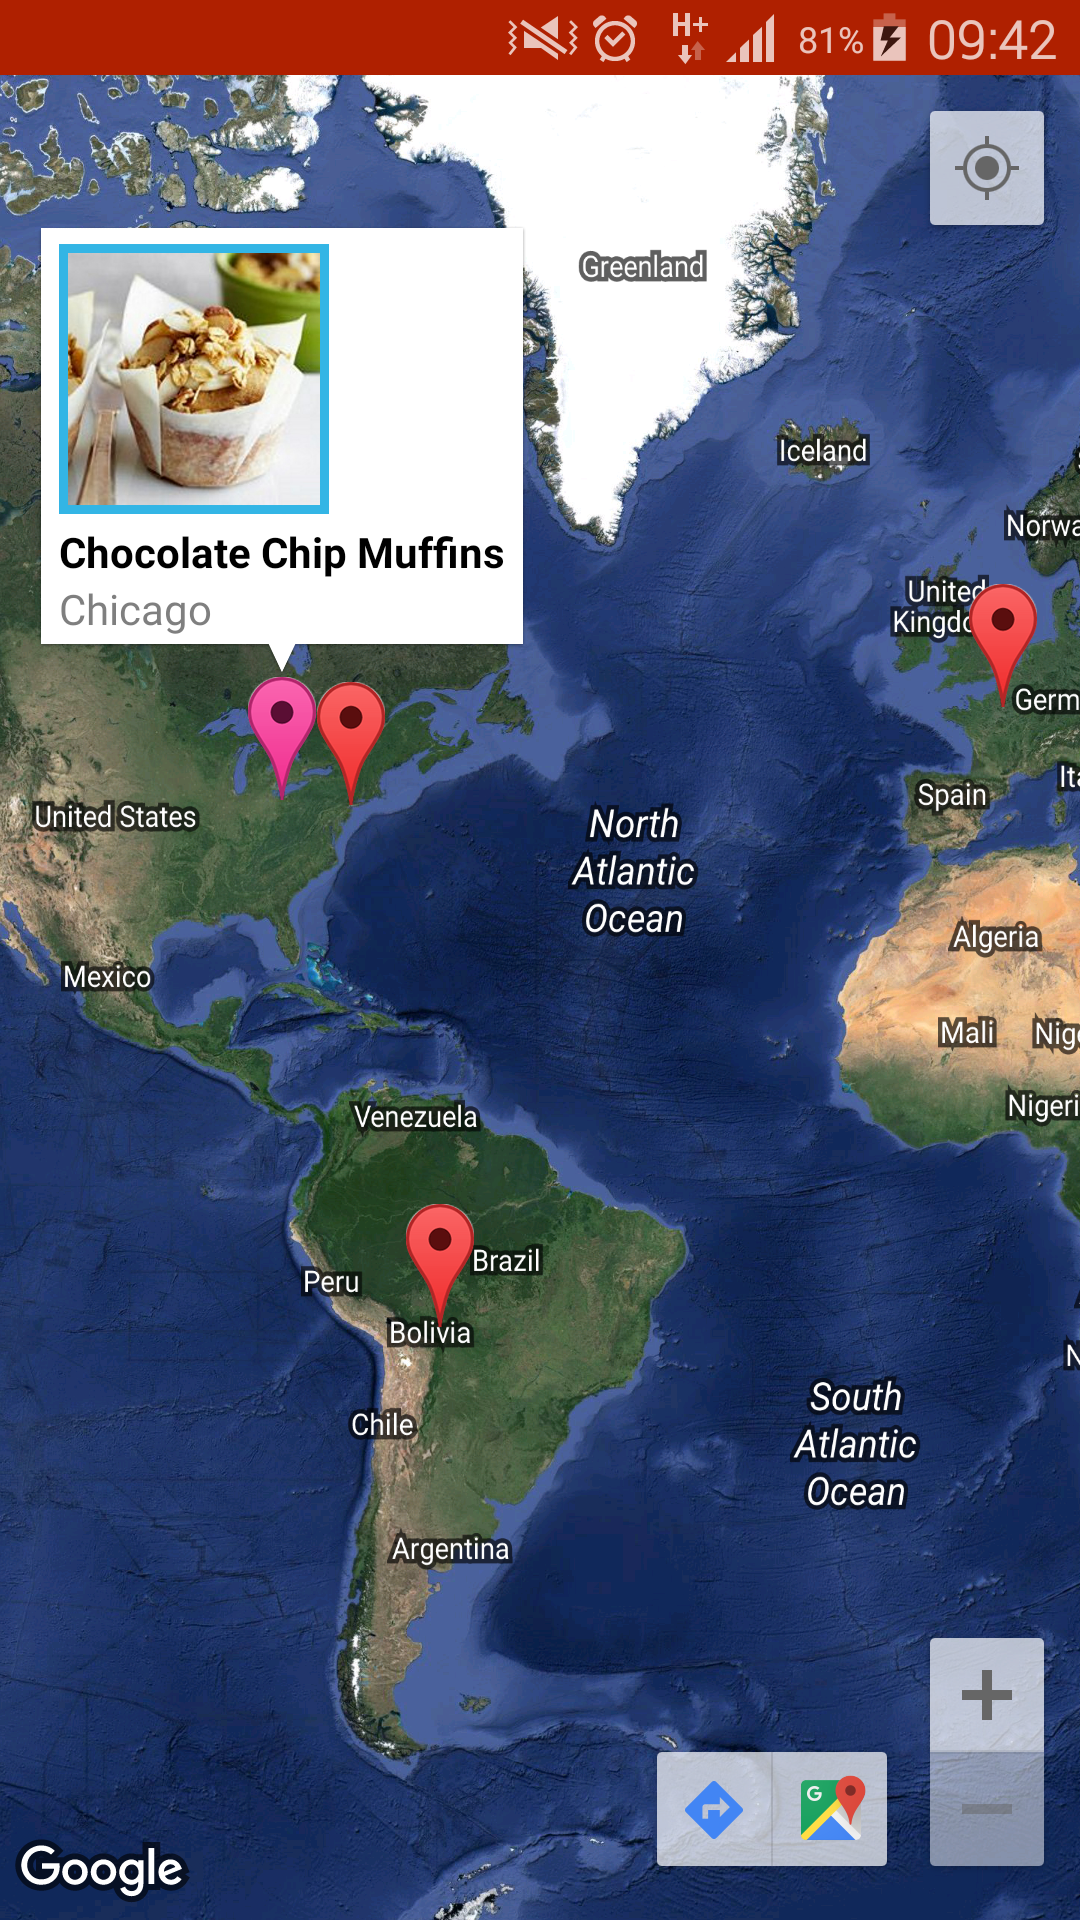 H+
81%
09:42
Greenland
Chocolate Chip Muffins
Chicago
Iceland
Norwa
United
Kingdo
Germ
Spain
Ita
United States
North
Atlantic
Ocean
Algeria
Mexico
Mali
Nige
Nigeri
Venezuela
Brazil
Peru
Bolivia
N
South
Atlantic
Ocean
Chile
Argentina
G
Google